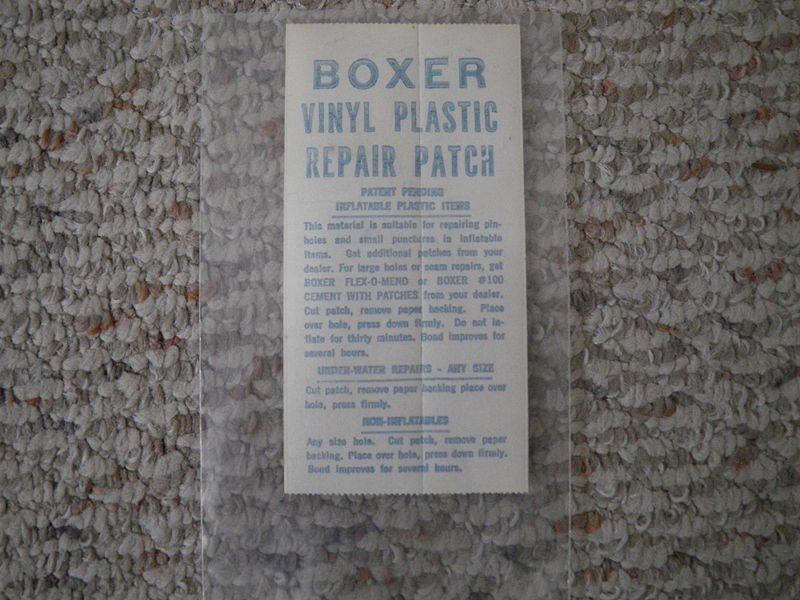 BOXER
VINYL PLASTIC
REPAIR PATCH
PATENT PENDING
INFLATABLE PLASTIC ITEMS
This material is suitable for repairing pin-
holes and small punctures in inflatable
items. Get additional patches from your
dealer. For large holes or seam repairs, get
BOXER FLEX-O-MEND or BOXER #100
CEMENT WITH PATCHES from your dealer.
Cut patch, remove paper backing. Place
over hole, press down firmly. Do not in-
flate for thirty minutes. Bond improves for
several hours.
UNDER-WATER REPAIRS - ANY SIZE
Cut patch, remove paper backing place over
hole, press firmly.
NON-INFLATABLES
Any size hole. Cut patch, remove paper
backing. Place over hole, press down firmly.
Bond improves for several hours.